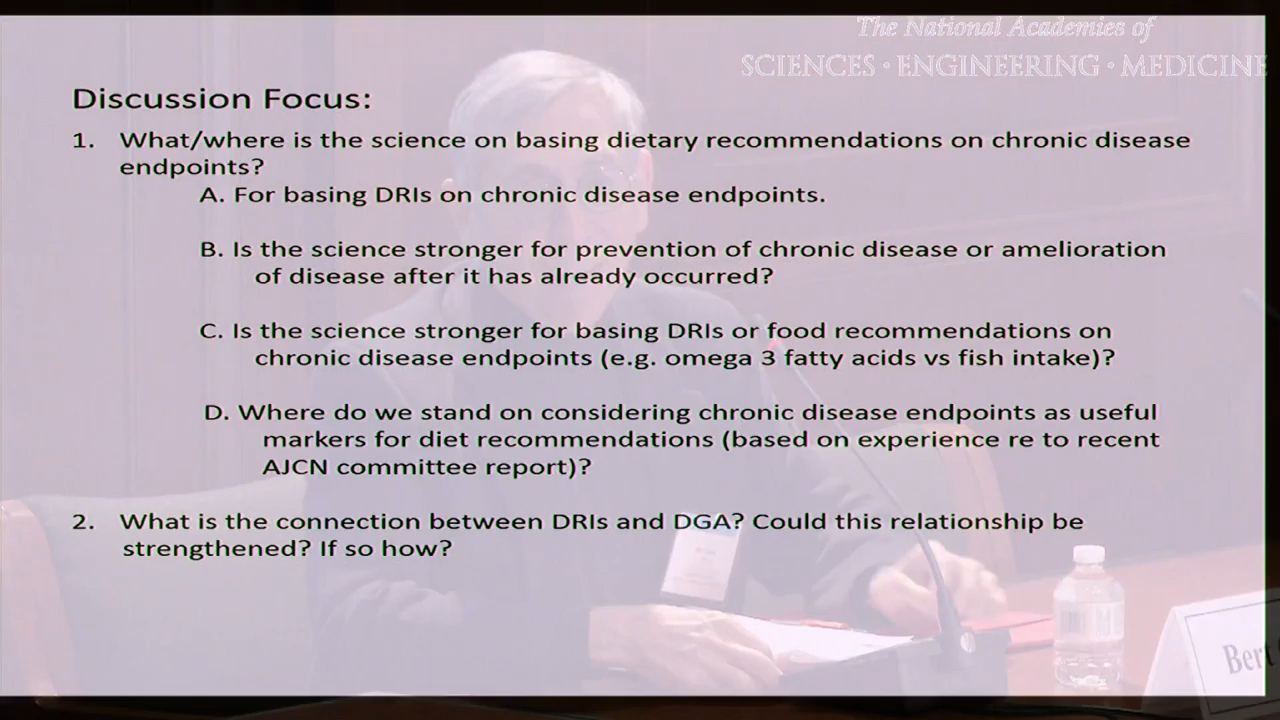 The National Academies of
SCIENCES · ENGINEERING · MEDICINE
Discussion Focus:
1. What/where is the science on basing dietary recommendations on chronic disease
endpoints?
A. For basing DRIs on chronic disease endpoints.
B. Is the science stronger for prevention of chronic disease or amelioration
of disease after it has already occurred?
C. Is the science stronger for basing DRIs or food recommendations on
chronic disease endpoints (e.g. omega 3 fatty acids vs fish intake)?
D. Where do we stand on considering chronic disease endpoints as useful
markers for diet recommendations (based on experience re to recent
AJCN committee report)?
2. What is the connection between DRIs and DGA? Could this relationship be
strengthened? If so how?
Bert